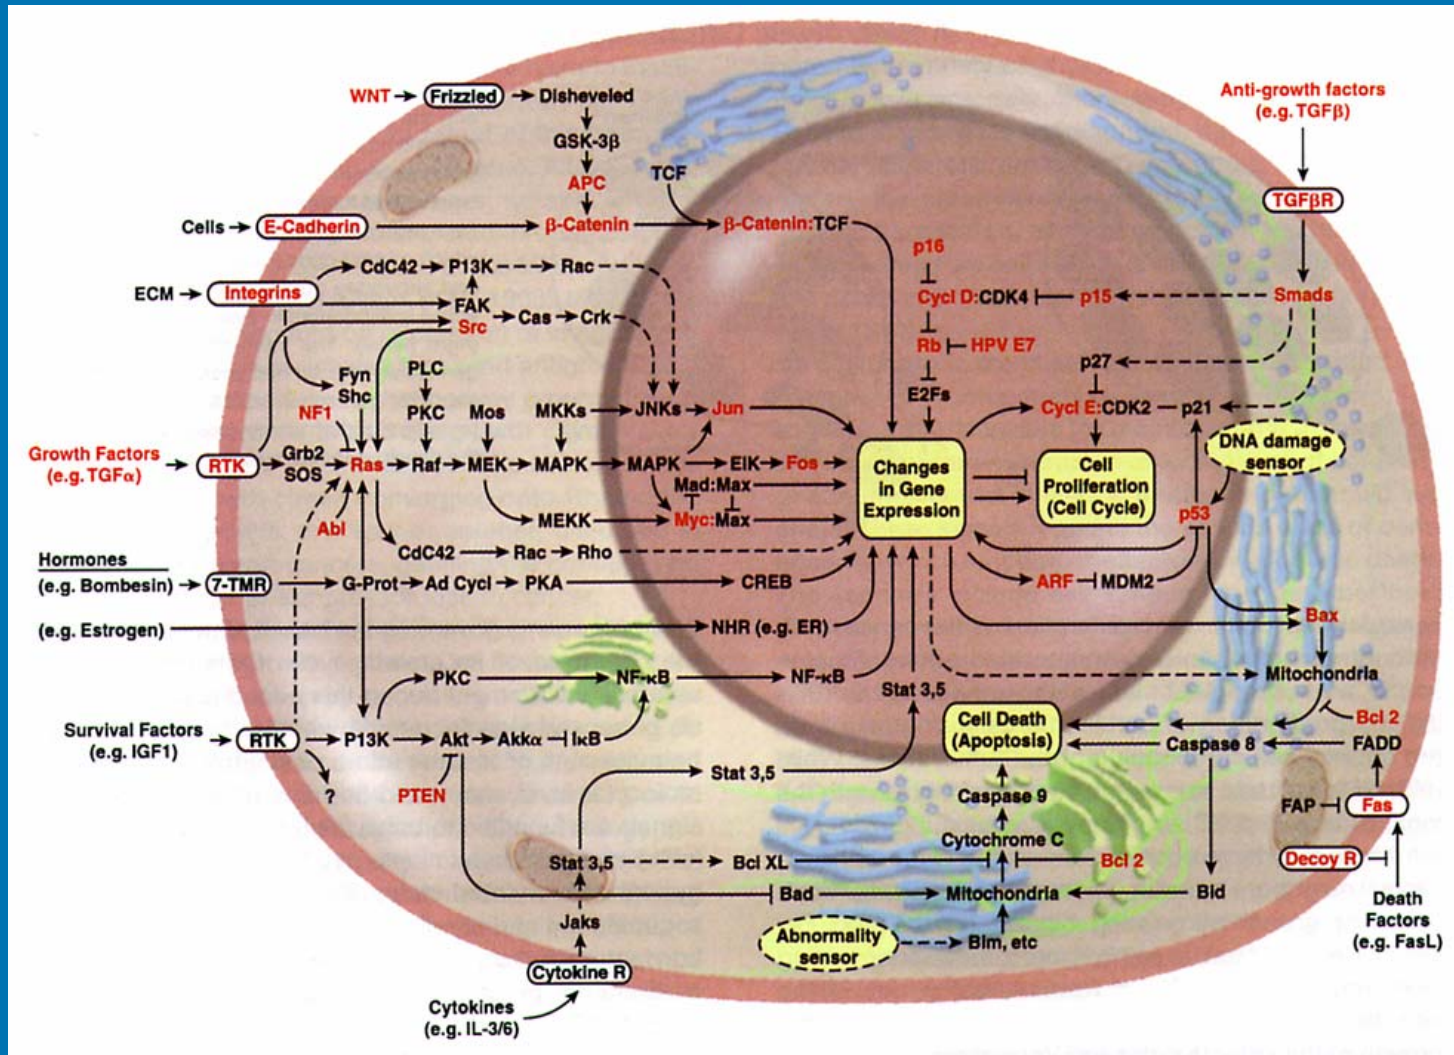 WNT
Frizzled
Disheveled
GSK-3β
APC
TCF
Cells
E-Cadherin
β-Catenin
β-Catenin:TCF
Anti-growth factors
(e.g. TGFβ)
TGFβR
p16
CdC42
P13K
Rac
ECM
Integrins
FAK
Src
Cas
Crk
Cycl D:CDK4
p15
Smads
Rb
HPV E7
p27
Fyn
Shc
PLC
NF1
PKC
Mos
MKKs
JNKs
Jun
E2Fs
Cycl E:CDK2
p21
DNA damage
sensor
Growth Factors
(e.g. TGFα)
RTK
Grb2
SOS
Ras
Raf
MEK
MAPK
MAPK
ElK
Fos
Mad:Max
Changes
in Gene
Expression
Cell
Proliferation
(Cell Cycle)
Abl
MEKK
Myc:Max
p53
CdC42
Rac
Rho
Hormones
(e.g. Bombesin)
7-TMR
G-Prot
Ad Cycl
PKA
CREB
ARF
MDM2
(e.g. Estrogen)
NHR (e.g. ER)
Bax
PKC
NF-κB
NF-κB
Stat 3,5
Mitochondria
Survival Factors
(e.g. IGF1)
RTK
P13K
Akt
Akkα
IκB
Cell Death
(Apoptosis)
Bcl 2
Caspase 8
FADD
?
PTEN
Stat 3,5
Caspase 9
FAP
Fas
Cytochrome C
Stat 3,5
Bcl XL
Bcl 2
Decoy R
Bad
Mitochondria
Bid
Jaks
Abnormality
sensor
Bim, etc
Death
Factors
(e.g. FasL)
Cytokine R
Cytokines
(e.g. IL-3/6)